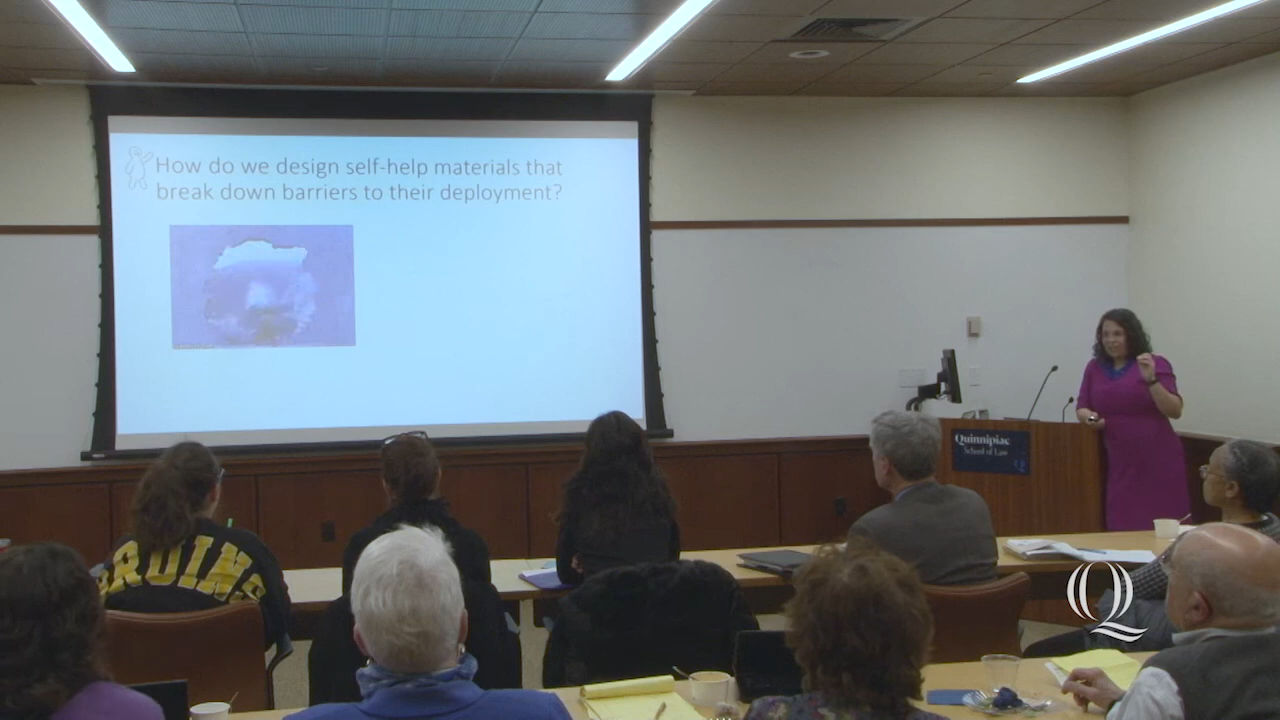 How do we design self-help materials that
break down barriers to their deployment?
Quinnipiac
School of Law
BRUINS
Q